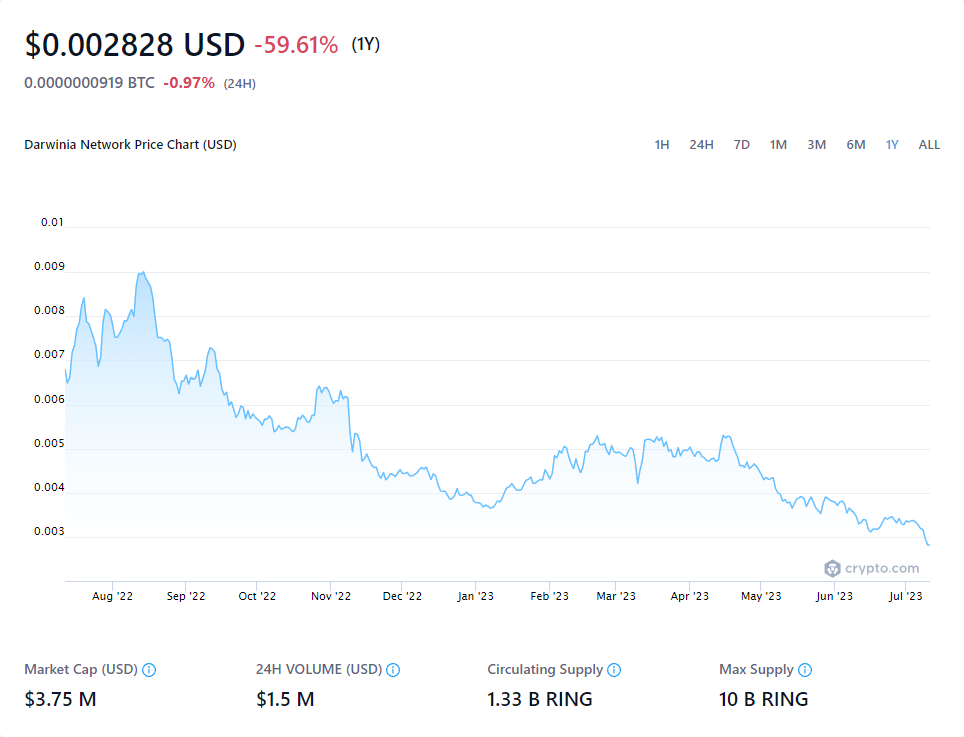 $0.002828 USD -59.61% (1Y)
0.0000000919 BTC -0.97% (24H)
Darwinia Network Price Chart (USD) 1H 24H 7D 1M 3M 6M 1Y ALL
0.01
0.009
0.008
0.007
0.006
0.005
0.004
0.003
crypto.com
Aug '22 Sep '22 Oct '22 Nov '22 Dec '22 Jan '23 Feb '23 Mar '23 Apr '23 May '23 Jun '23 Jul '23
Market Cap (USD) 24H VOLUME (USD) Circulating Supply Max Supply
$3.75 M $1.5 M 1.33 B RING 10 B RING